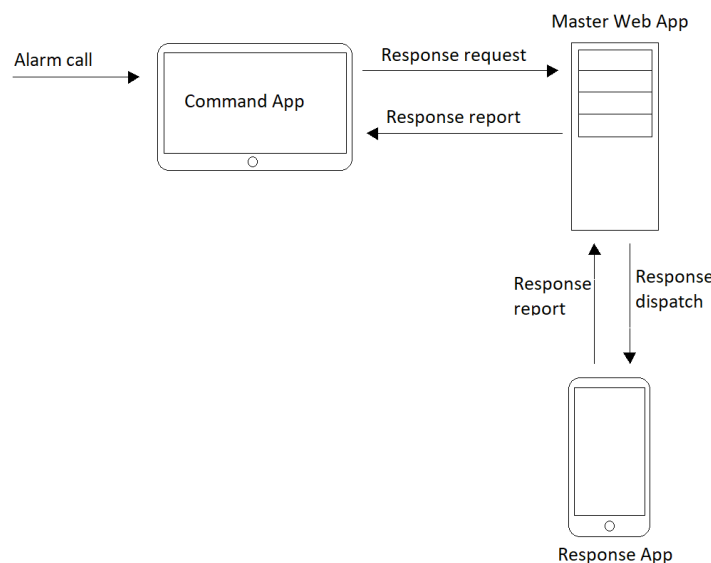 Master Web App
Alarm call
Response request
Command App
Response report
Response
report
Response
dispatch
Response App